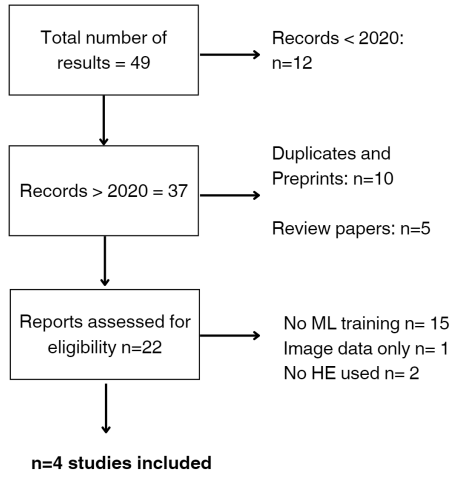 Total number of
results = 49
Records < 2020:
n=12
Records > 2020 = 37
Duplicates and
Preprints: n=10
Review papers: n=5
Reports assessed for
eligibility n=22
No ML training n= 15
Image data only n= 1
No HE used n= 2
n=4 studies included